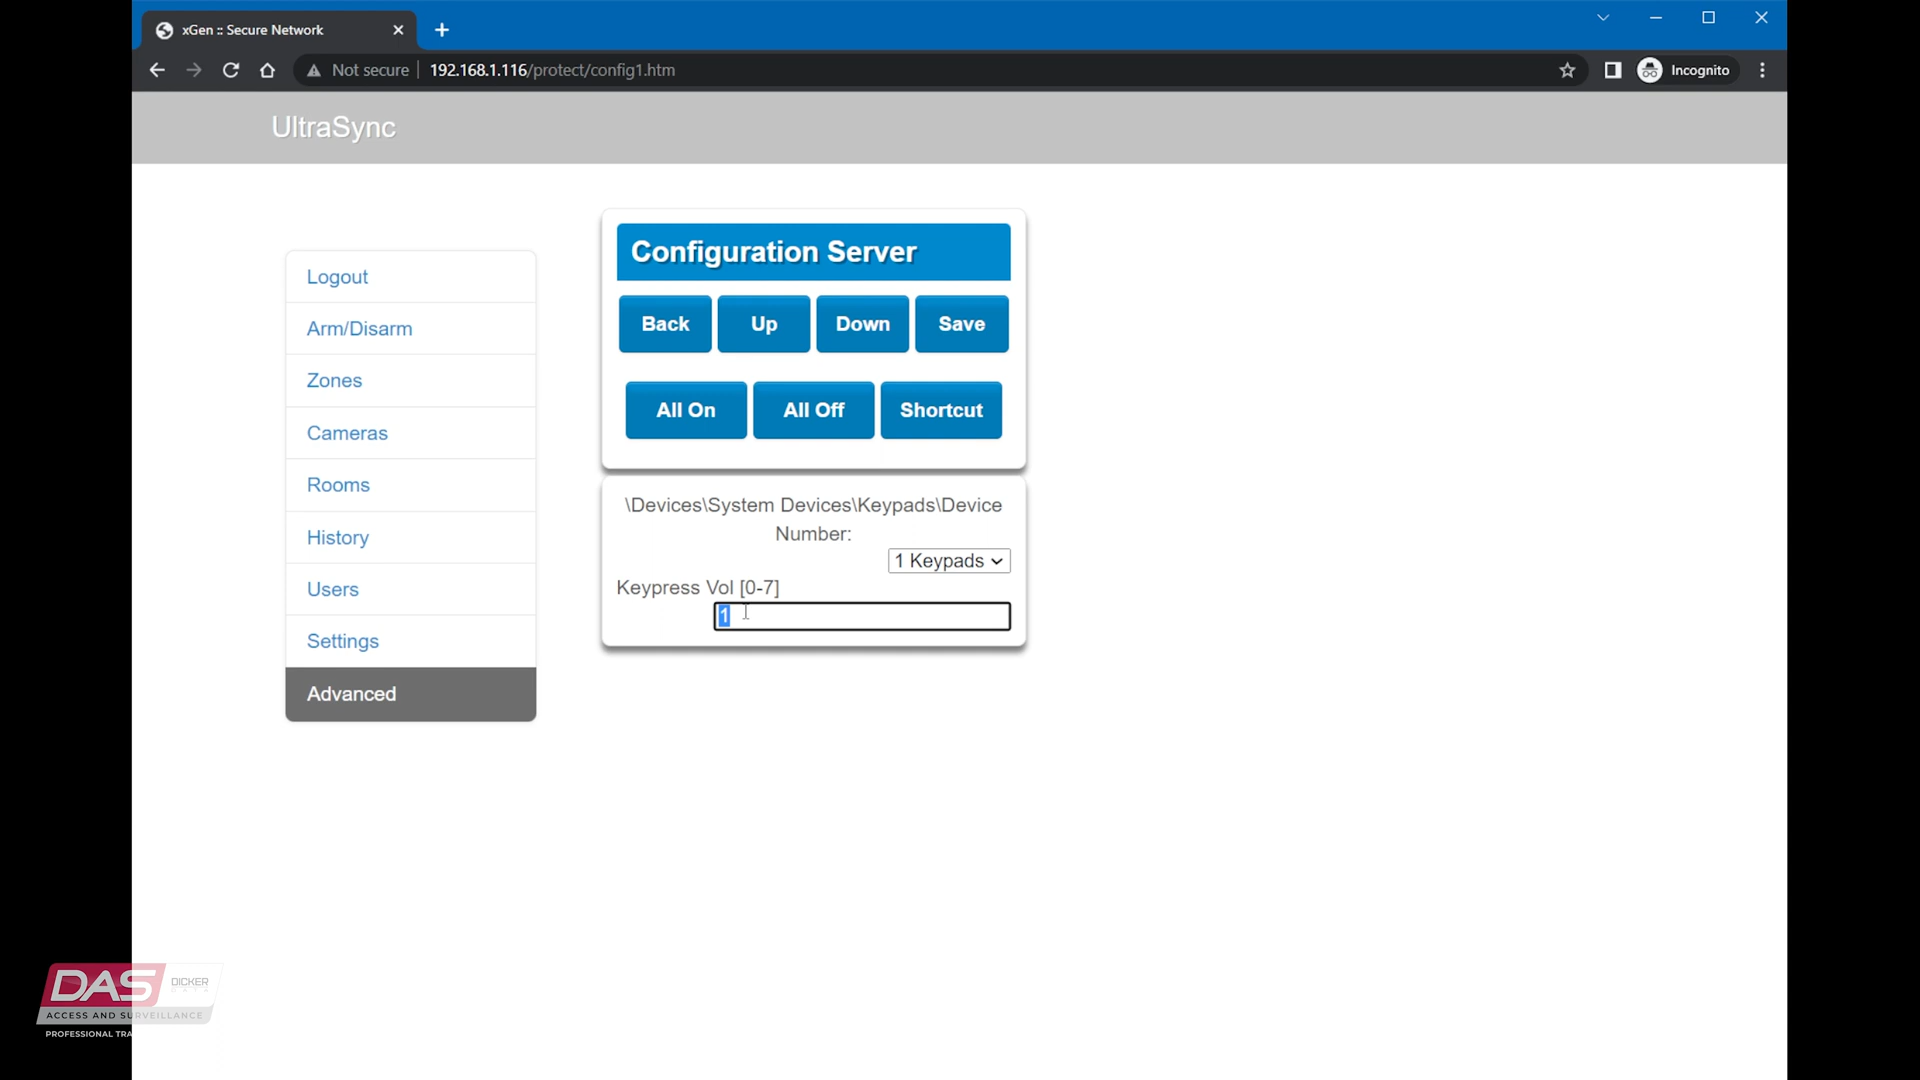 xGen :: Secure Network
Not secure
192.168.1.116/protect/config1.htm
Incognito
UltraSync
Logout
Arm/Disarm
Zones
Cameras
Rooms
History
Users
Settings
Advanced
Configuration Server
Back
Up
Down
Save
All On
All Off
Shortcut
\Devices\System Devices\Keypads\Device
Number:
1 Keypads
Keypress Vol [0-7]
1
DAS
DICKER
DATA
ACCESS AND SURVEILLANCE
PROFESSIONAL TRA